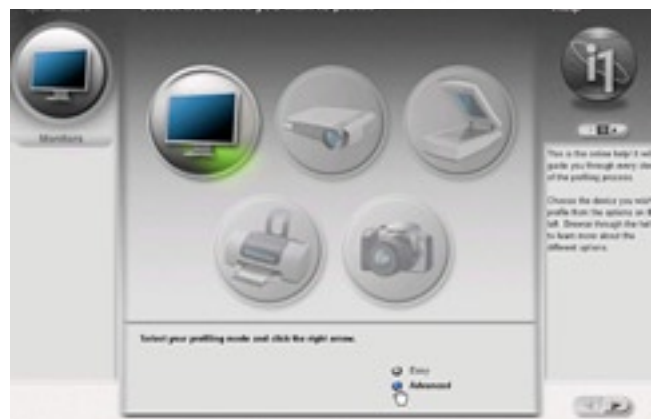 Monitors
Select your profiling mode and click the right arrow.
Easy
Advanced
i1
This is the online help! It will
guide you through every step
of the profiling process.
Choose the device you wish
profile from the options on the
left. Browse through the
to learn more about the
different options.